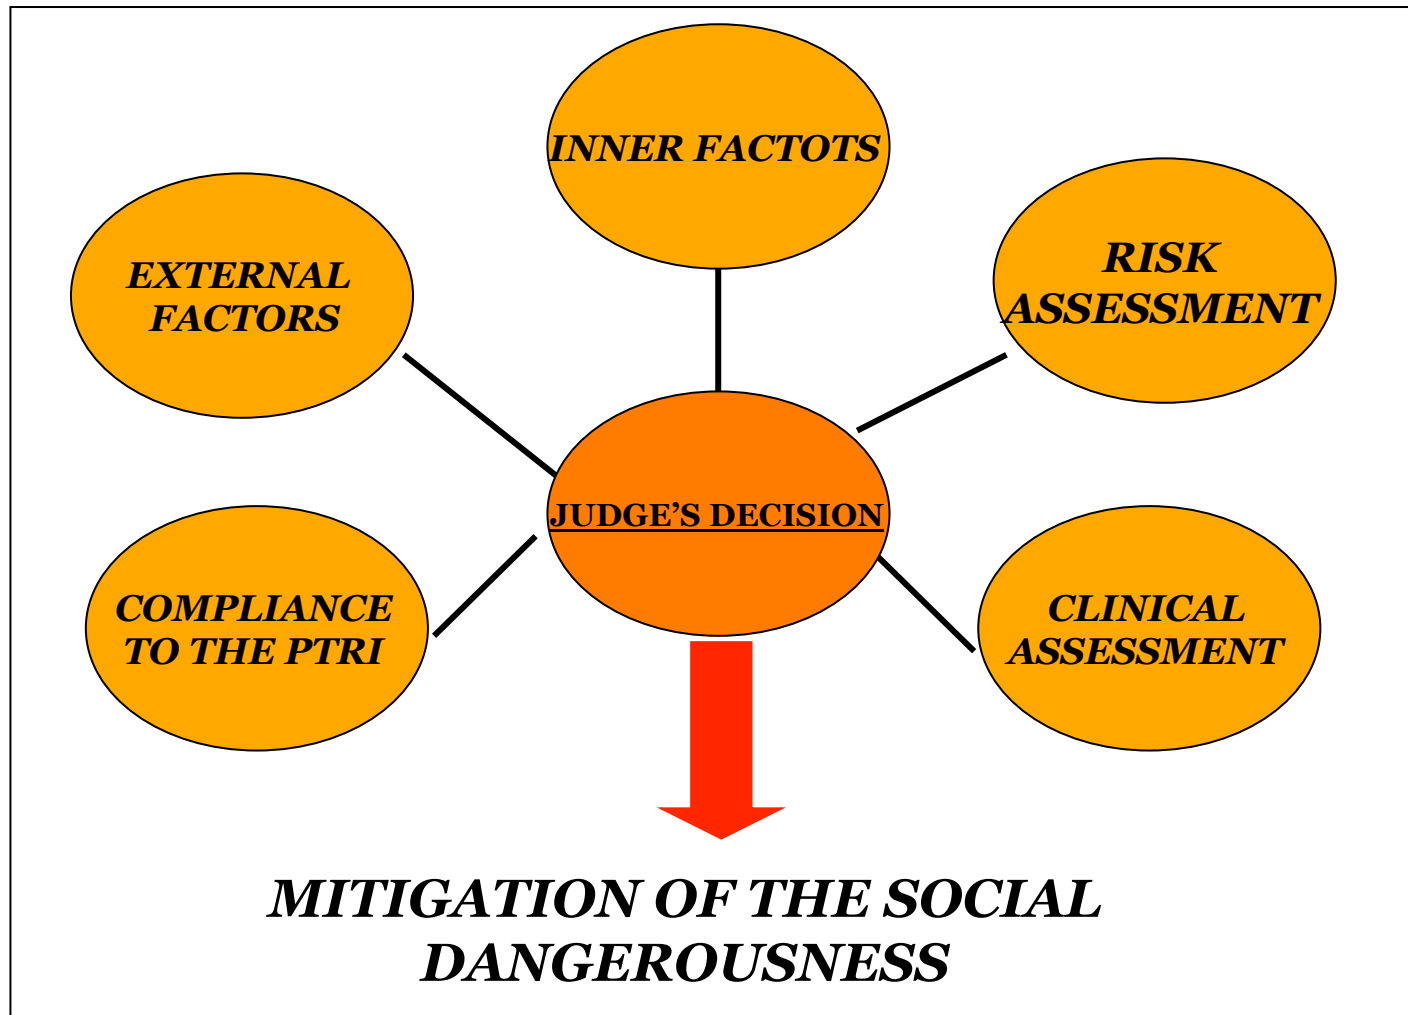 INNER FACTOTS
EXTERNAL
FACTORS
RISK
ASSESSMENT
JUDGE’S DECISION
COMPLIANCE
TO THE PTRI
CLINICAL
ASSESSMENT
MITIGATION OF THE SOCIAL
DANGEROUSNESS